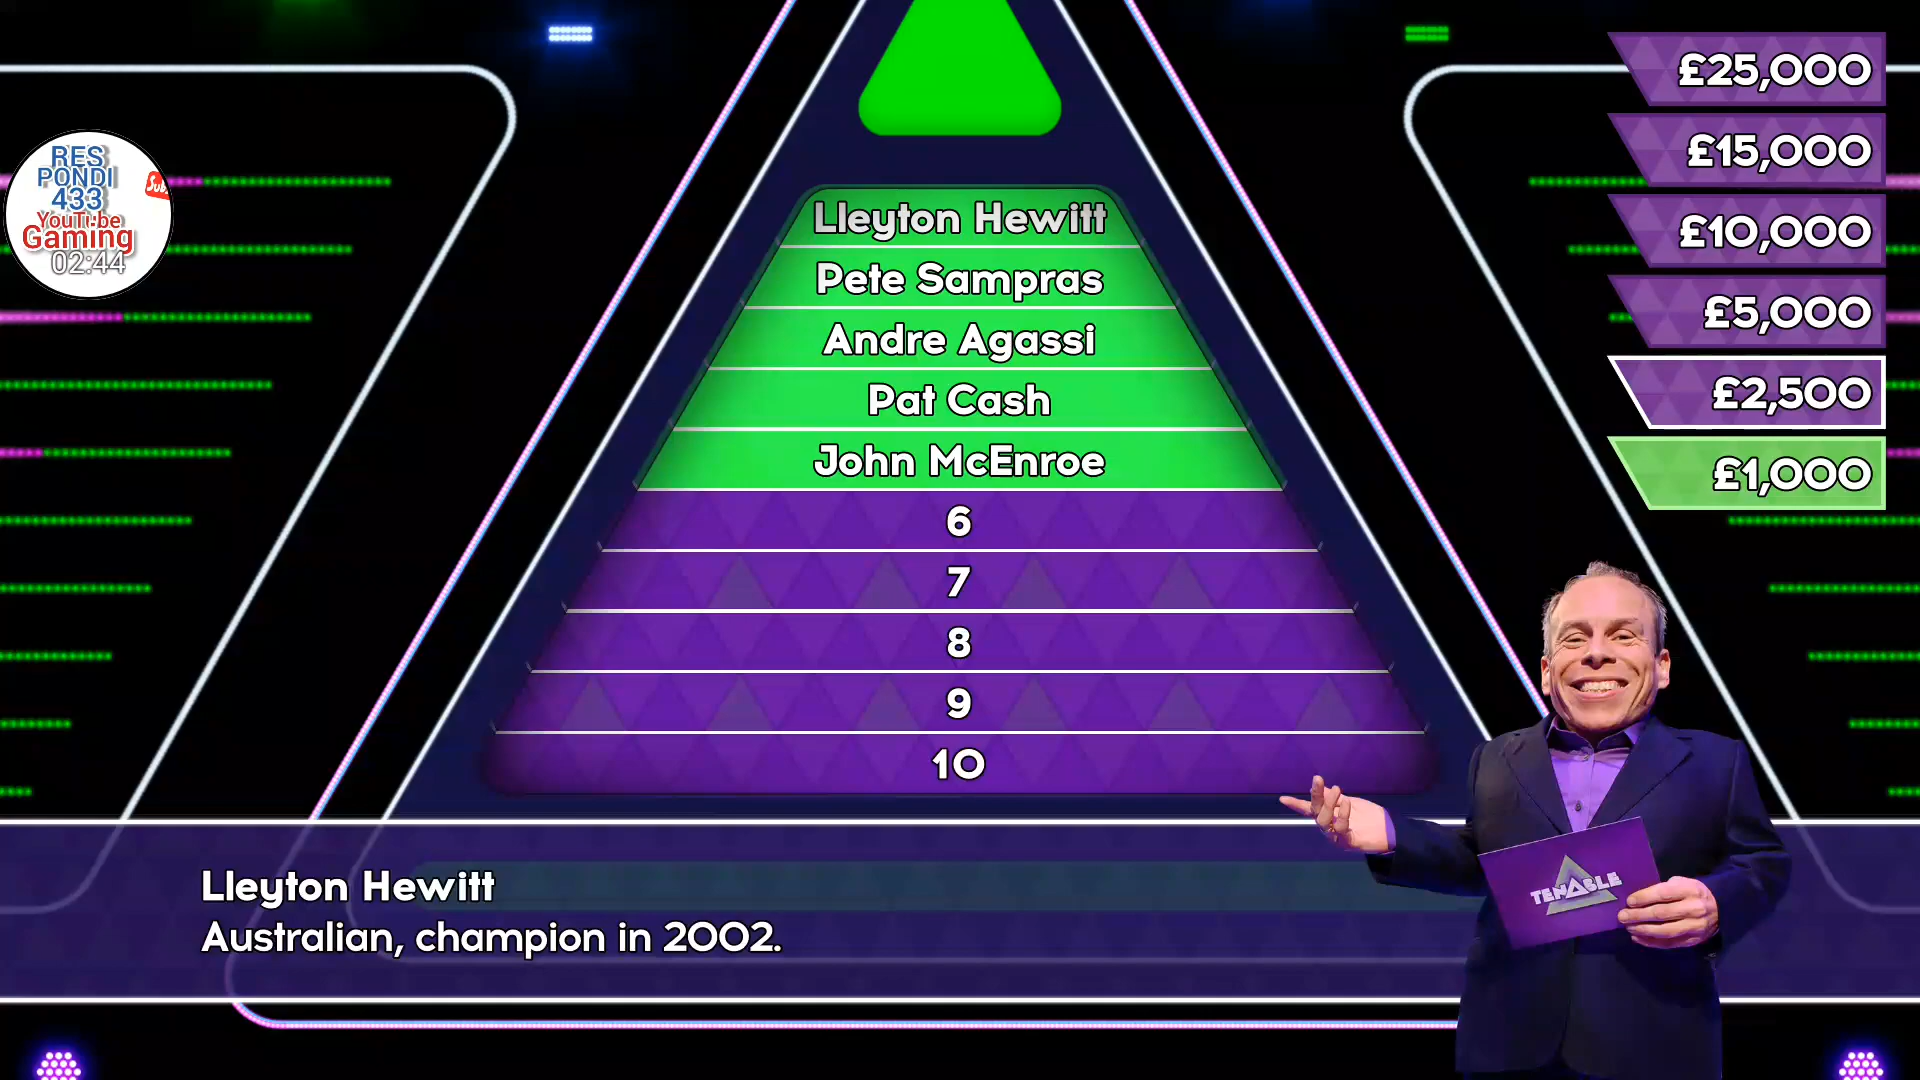 RES
PONDI
433
YouTube
Gaming
02:44
Sub
£25,000
£15,000
£10,000
£5,000
£2,500
£1,000
Lleyton Hewitt
Pete Sampras
Andre Agassi
Pat Cash
John McEnroe
6
7
8
9
10
TENABLE
Lleyton Hewitt
Australian, champion in 2002.